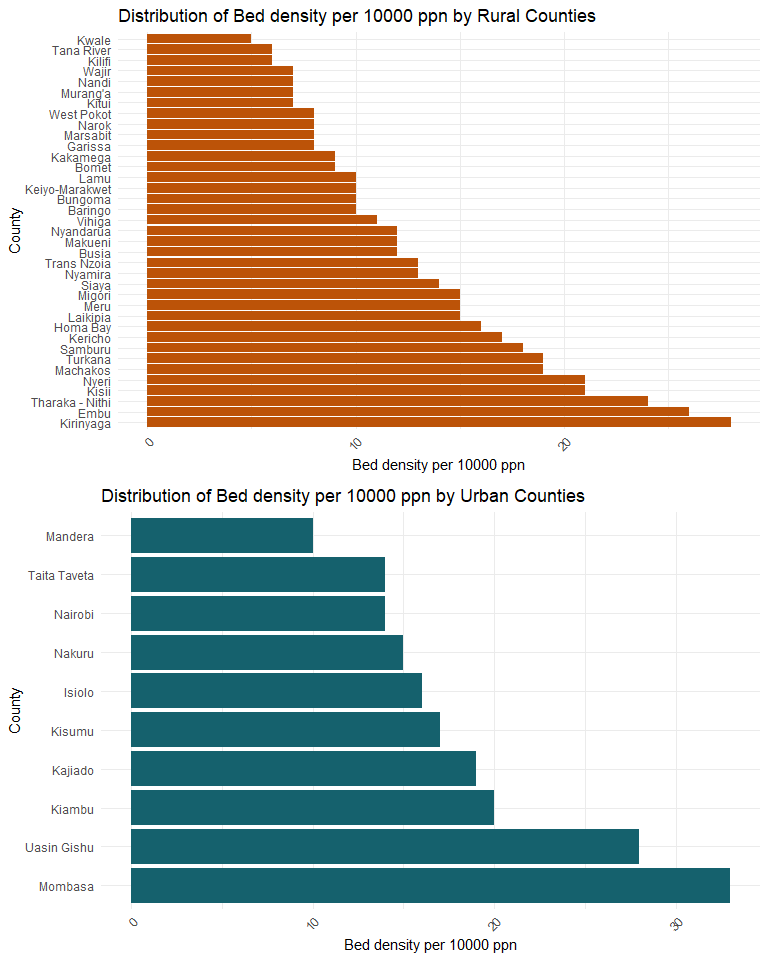 Distribution of Bed density per 10000 ppn by Rural Counties
Kwale
Tana River
Kilifi
Wajir
Nandi
Murang'a
Kitui
West Pokot
Narok
Marsabit
Garissa
Kakamega
Bomet
Lamu
Keiyo-Marakwet
Bungoma
Baringo
Vihiga
Nyandarua
Makueni
Busia
Trans Nzoia
Nyamira
Siaya
Migori
Meru
Laikipia
Homa Bay
Kericho
Samburu
Turkana
Machakos
Nyeri
Kisii
Tharaka - Nithi
Embu
Kirinyaga
County
0 10 20
Bed density per 10000 ppn
Distribution of Bed density per 10000 ppn by Urban Counties
Mandera
Taita Taveta
Nairobi
Nakuru
Isiolo
Kisumu
Kajiado
Kiambu
Uasin Gishu
Mombasa
County
0 10 20 30
Bed density per 10000 ppn